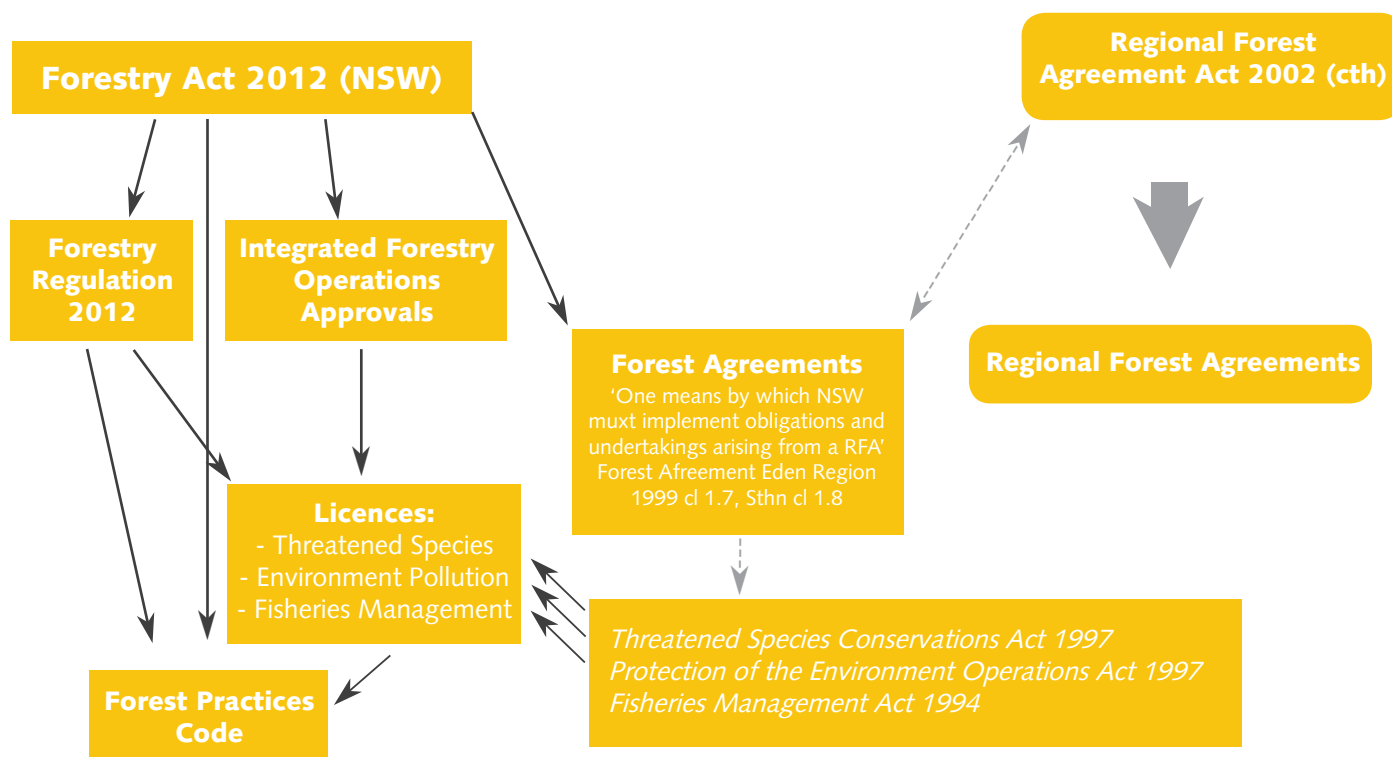 Forestry Act 2012 (NSW)
Regional Forest
Agreement Act 2002 (cth)
Forestry
Regulation
2012
Integrated Forestry
Operations
Approvals
Forest Agreements
'One means by which NSW
muxt implement obligations and
undertakings arising from a RFA'
Forest Afreement Eden Region
1999 cl 1.7, Sthn cl 1.8
Regional Forest Agreements
Licences:
- Threatened Species
- Environment Pollution
- Fisheries Management
Threatened Species Conservations Act 1997
Protection of the Environment Operations Act 1997
Fisheries Management Act 1994
Forest Practices
Code